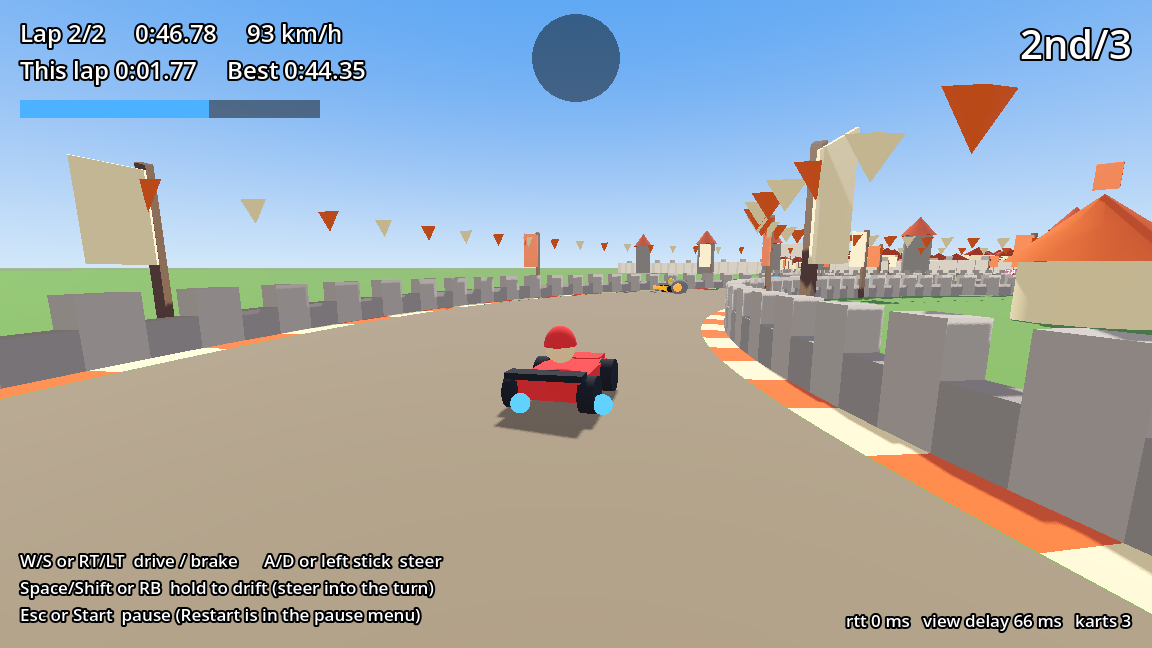 Lap 2/2 0:46.78 93 km/h
2nd/3
This lap 0:01.77 Best 0:44.35
W/S or RT/LT drive / brake A/D or left stick steer
Space/Shift or RB hold to drift (steer into the turn)
Esc or Start pause (Restart is in the pause menu)
rtt 0 ms view delay 66 ms karts 3